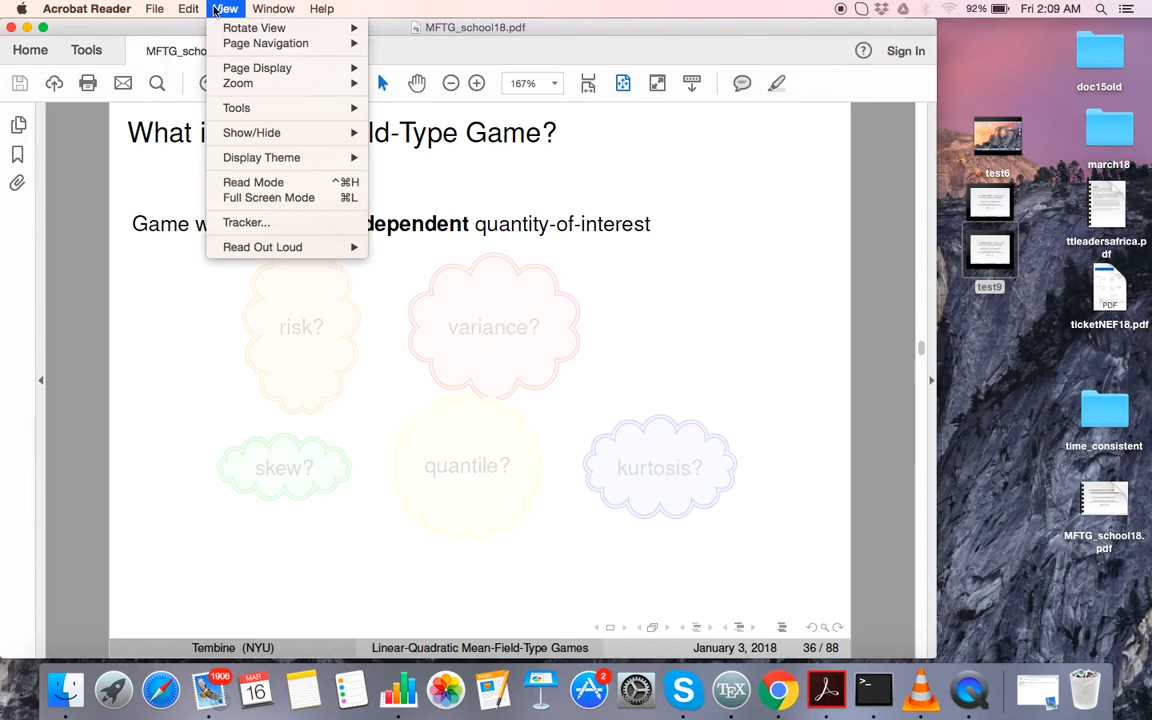 Acrobat Reader File Edit View Window Help 92% Fri 2:09 AM
MFTG_school18.pdf
Home Tools MFTG_scho Sign In
167%
Rotate View
Page Navigation
Page Display
Zoom
Tools
Show/Hide
Display Theme
Read Mode ^⌘H
Full Screen Mode ⌘L
Tracker...
Read Out Loud
What i ld-Type Game?
Game w dependent quantity-of-interest
risk? variance?
skew? quantile? kurtosis?
Tembine (NYU) Linear-Quadratic Mean-Field-Type Games January 3, 2018 36 / 88
doc15old
test6
march18
ttleadersafrica.p
df
test9
PDF
ticketNEF18.pdf
time_consistent
MFTG_school18.
pdf
1906
MAR
16
2
TEX
>_